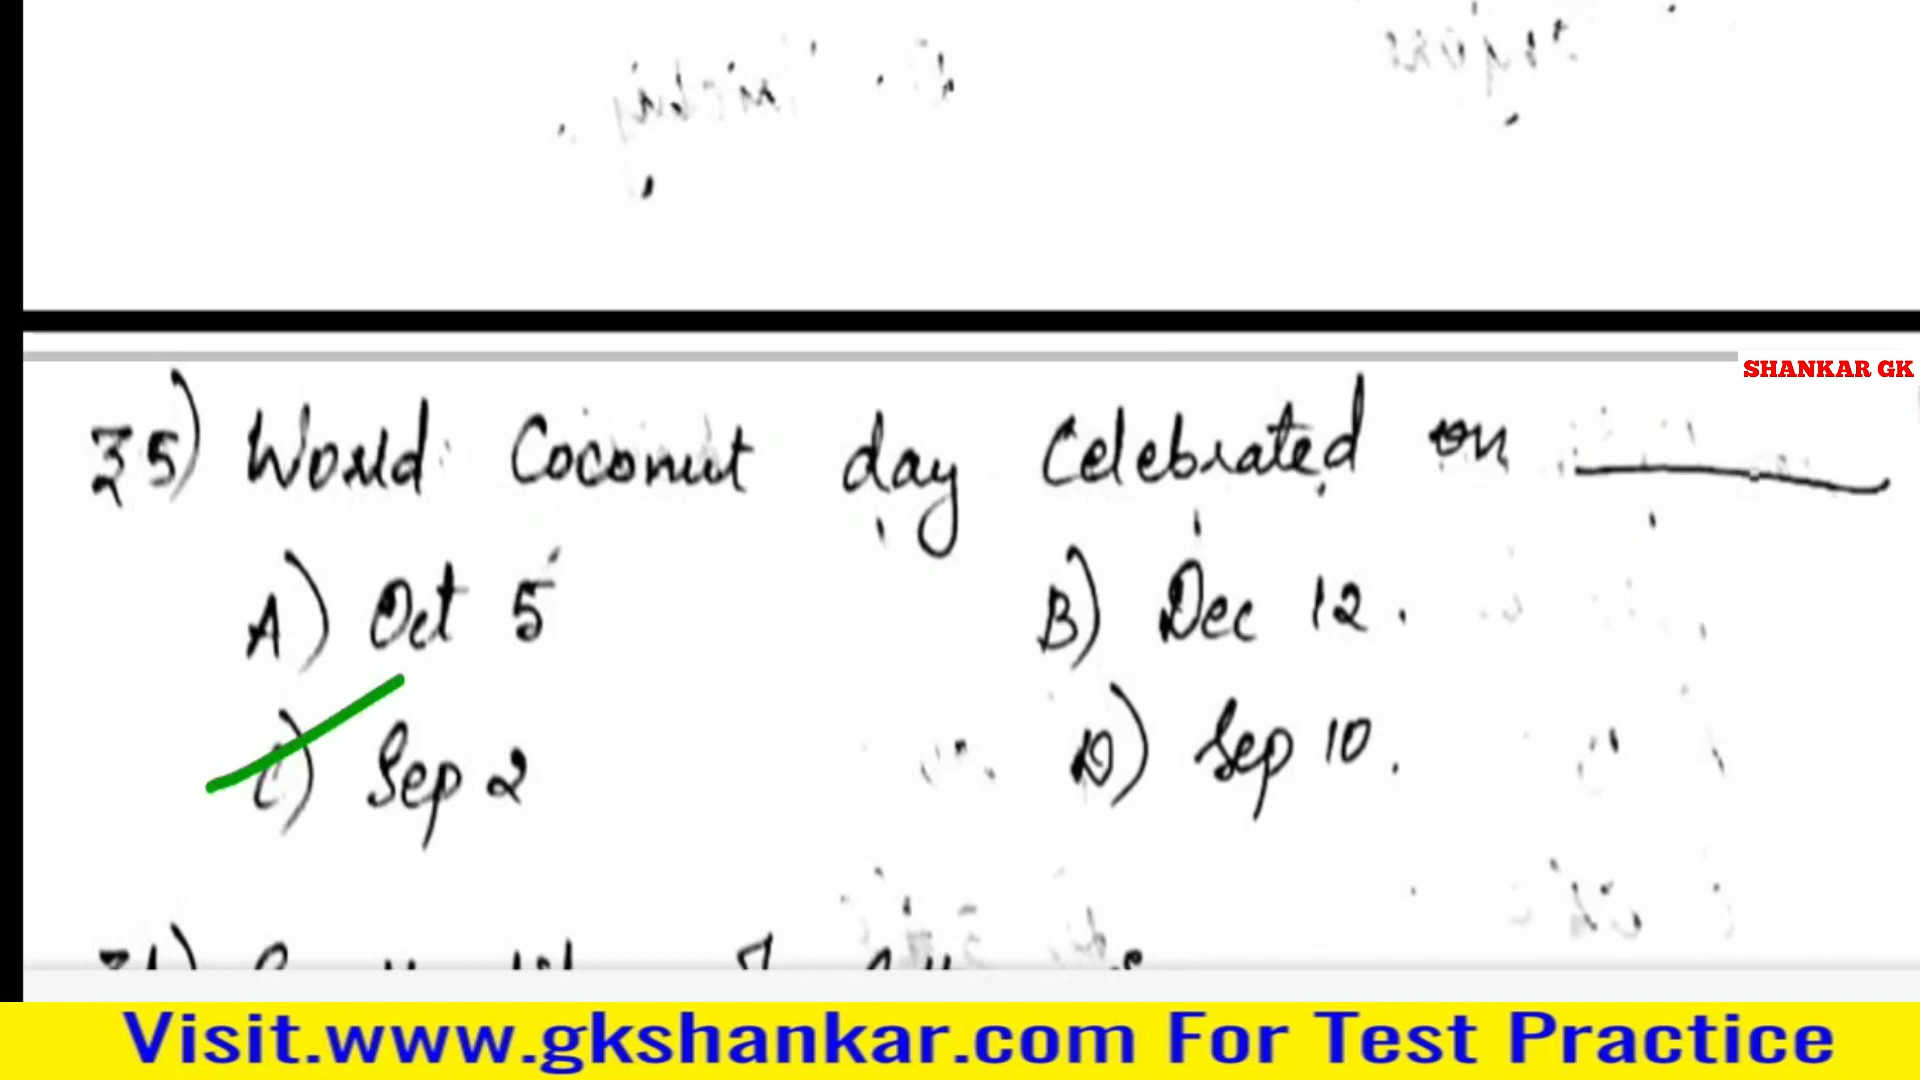 SHANKAR GK
35) World Coconut day Celebrated on ______
A) Oct 5 B) Dec 12.
C) Sep 2 D) Sep 10.
Visit.www.gkshankar.com For Test Practice